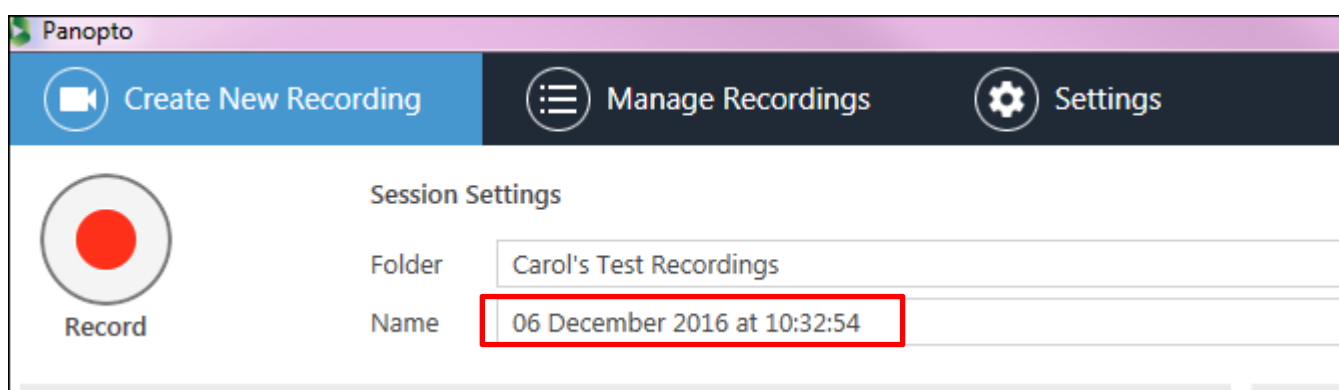 Panopto
Create New Recording Manage Recordings Settings
Session Settings
Folder Carol's Test Recordings
Record Name 06 December 2016 at 10:32:54